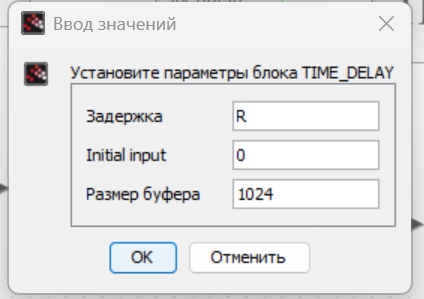 Ввод значений
Установите параметры блока TIME_DELAY
Задержка R
Initial input 0
Размер буфера 1024
OK Отменить